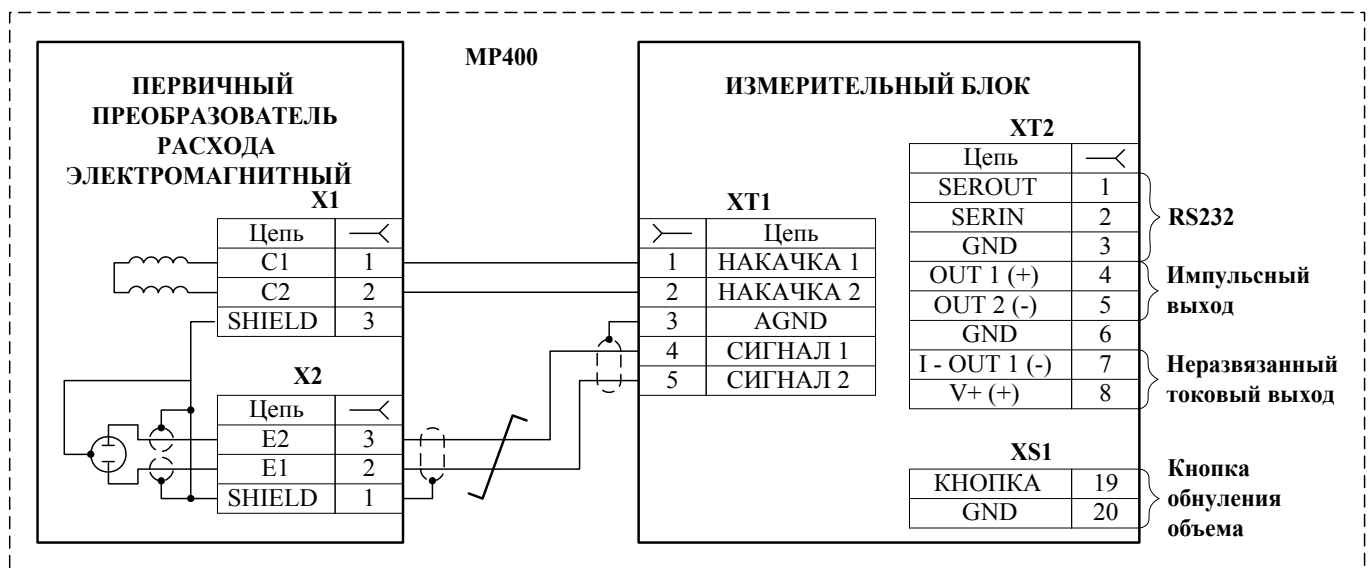 МР400
ПЕРВИЧНЫЙ
ПРЕОБРАЗОВАТЕЛЬ
РАСХОДА
ЭЛЕКТРОМАГНИТНЫЙ
X1
Цепь
C1 1
C2 2
SHIELD 3
X2
Цепь
E2 3
E1 2
SHIELD 1
ИЗМЕРИТЕЛЬНЫЙ БЛОК
XT1
Цепь
1 НАКАЧКА 1
2 НАКАЧКА 2
3 AGND
4 СИГНАЛ 1
5 СИГНАЛ 2
XT2
Цепь
SEROUT 1
SERIN 2
GND 3
OUT 1 (+) 4
OUT 2 (-) 5
GND 6
I - OUT 1 (-) 7
V+ (+) 8
RS232
Импульсный
выход
Неразвязанный
токовый выход
XS1
КНОПКА 19
GND 20
Кнопка
обнуления
объема